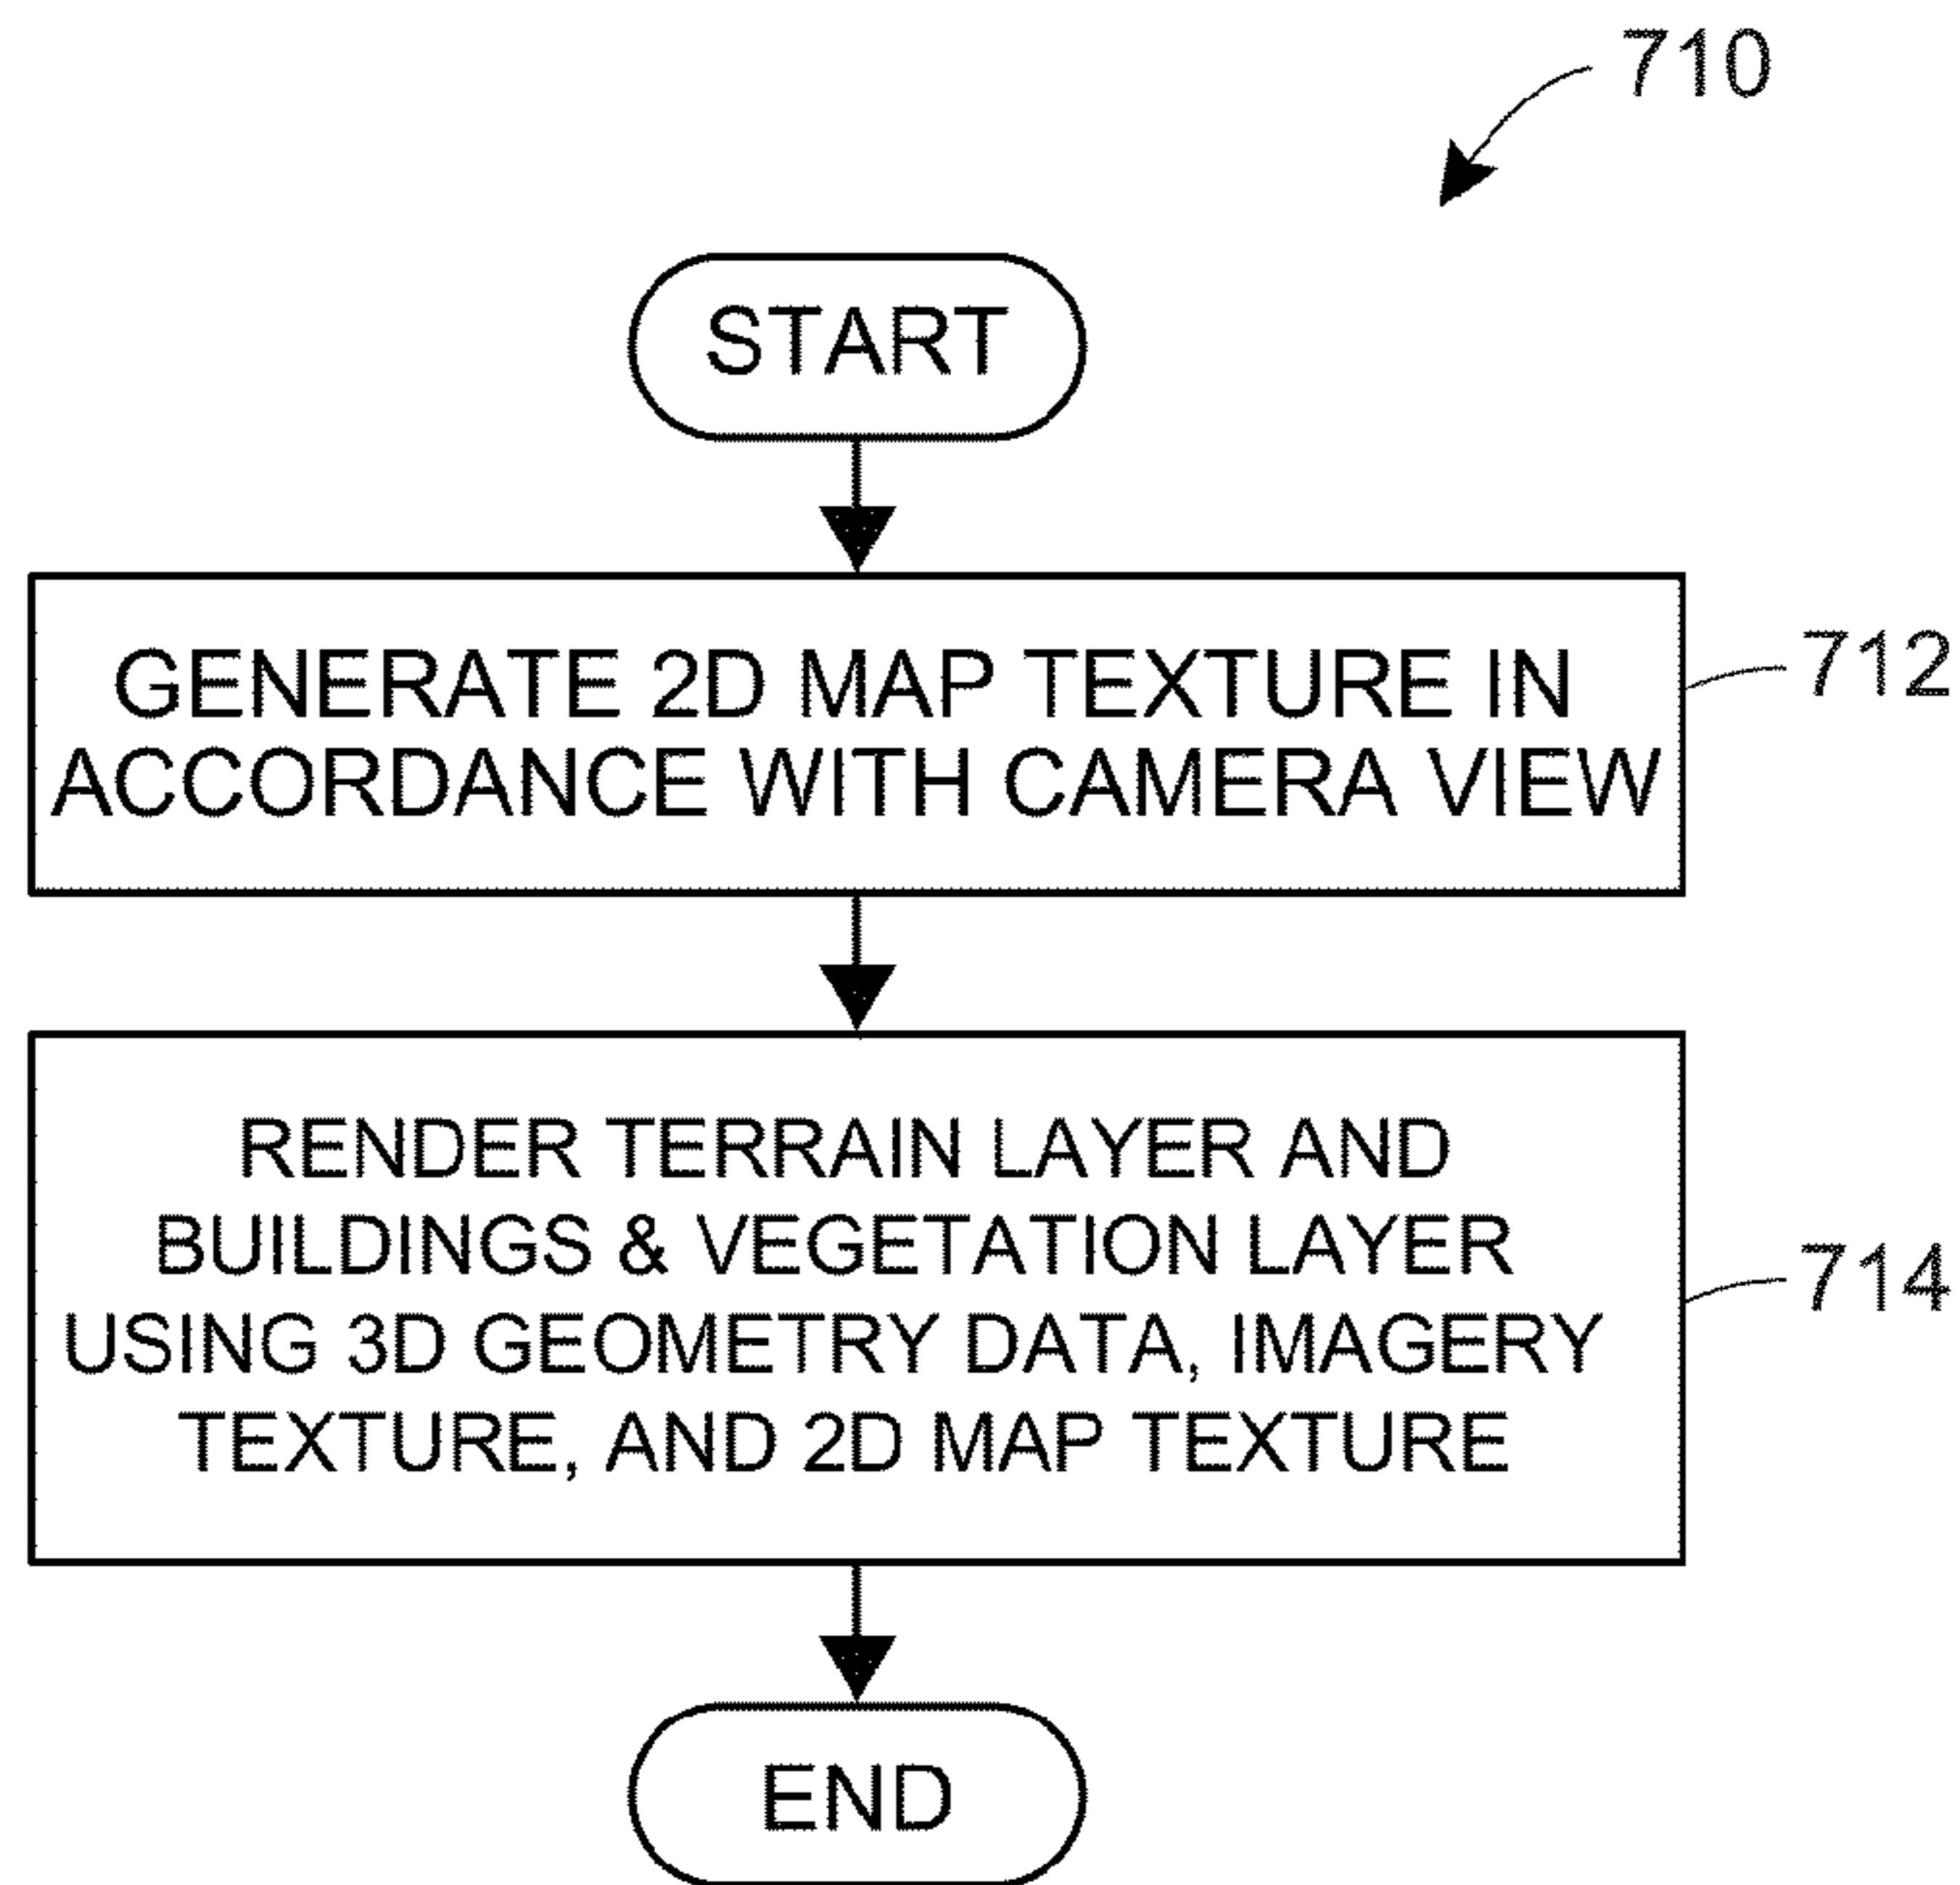 710
START
GENERATE 2D MAP TEXTURE IN
ACCORDANCE WITH CAMERA VIEW
712
RENDER TERRAIN LAYER AND
BUILDINGS & VEGETATION LAYER
USING 3D GEOMETRY DATA, IMAGERY
TEXTURE, AND 2D MAP TEXTURE
714
END